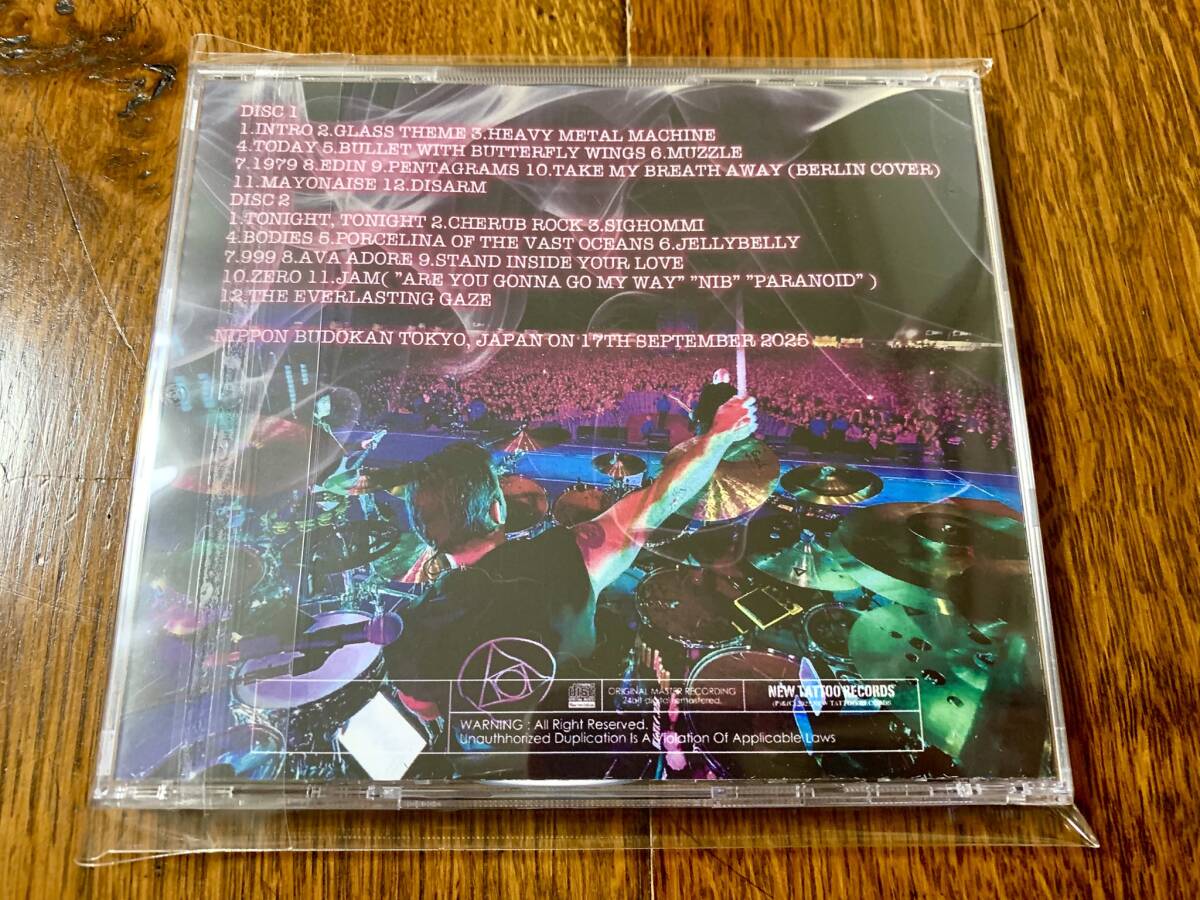 DISC 1
1.INTRO 2.GLASS THEME 3.HEAVY METAL MACHINE
4.TODAY 5.BULLET WITH BUTTERFLY WINGS 6.MUZZLE
7.1979 8.EDIN 9.PENTAGRAMS 10.TAKE MY BREATH AWAY (BERLIN COVER)
11.MAYONAISE 12.DISARM
DISC 2
1.TONIGHT, TONIGHT 2.CHERUB ROCK 3.SIGHOMMI
4.BODIES 5.PORCELINA OF THE VAST OCEANS 6.JELLYBELLY
7.999 8.AVA ADORE 9.STAND INSIDE YOUR LOVE
10.ZERO 11.JAM( "ARE YOU GONNA GO MY WAY" "NIB" "PARANOID" )
12.THE EVERLASTING GAZE
NIPPON BUDOKAN TOKYO, JAPAN ON 17TH SEPTEMBER 2025
ORIGINAL MASTER RECORDING
24bit digital remastered.
NEW TATTOO RECORDS
WARNING : All Right Reserved.
Unauthhorized Duplication Is A Violation Of Applicable Laws